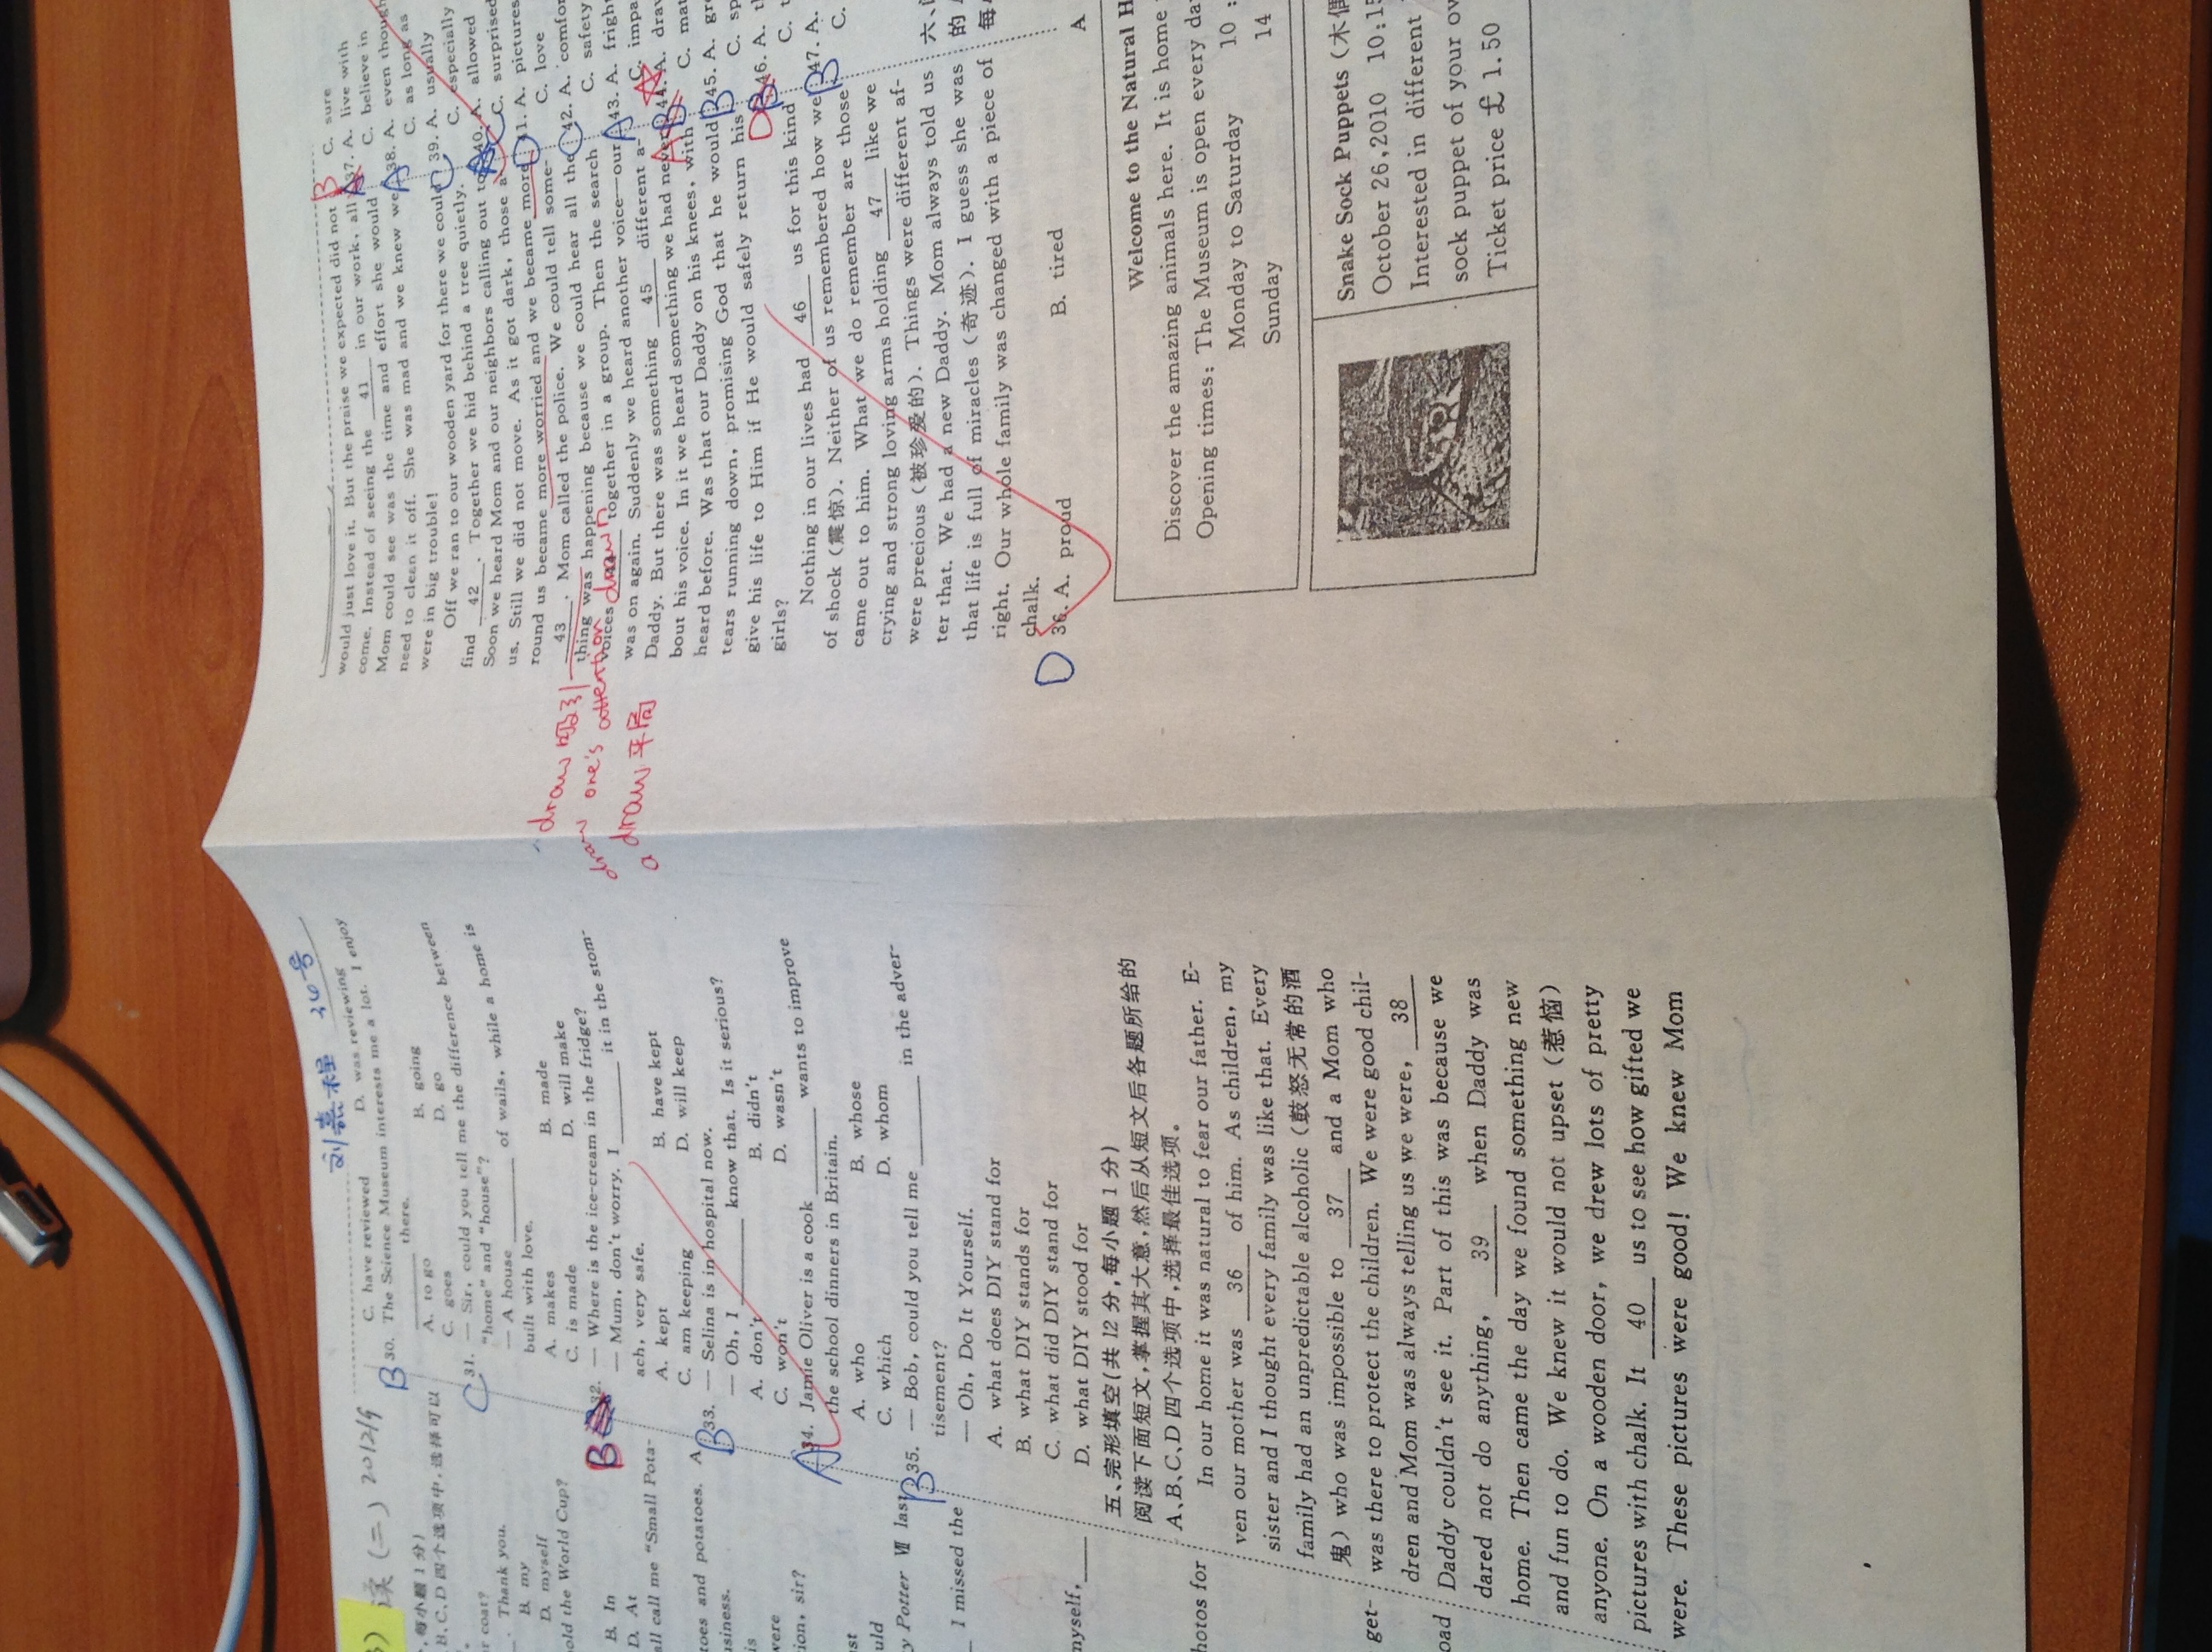 读(二) 2012/9
刘嘉程 36号
,每小题1分)
B、C、D四个选项中,选择可以
r coat?
. Thank you.
B. my
D. myself
old the World Cup?
B. In
D. At
all call me “Small Pota-
toes and potatoes. A
usiness.
is
were
ion, sir?
ast
uld
y Potter Ⅶ last
I missed the
myself, ____
hotos for
get-
oad
C. have reviewed D. was reviewing
B 30. The Science Museum interests me a lot. I enjoy
________ there.
A. to go B. going
C. goes D. go
C 31. — Sir, could you tell me the difference between
“home” and “house”?
— A house ________ of walls, while a home is
built with love.
A. makes B. made
C. is made D. will make
B 32. — Where is the ice-cream in the fridge?
— Mum, don't worry. I ________ it in the stom-
ach, very safe.
A. kept B. have kept
C. am keeping D. will keep
B 33. — Selina is in hospital now.
— Oh, I ________ know that. Is it serious?
A. don't B. didn't
C. won't D. wasn't
A 34. Jamie Oliver is a cook ________ wants to improve
the school dinners in Britain.
A. who B. whose
C. which D. whom
B 35. — Bob, could you tell me ________ in the adver-
tisement?
— Oh, Do It Yourself.
A. what does DIY stand for
B. what DIY stands for
C. what did DIY stand for
D. what DIY stood for
五、完形填空(共12分,每小题1分)
阅读下面短文,掌握其大意,然后从短文后各题所给的
A、B、C、D四个选项中,选择最佳选项。
In our home it was natural to fear our father. E-
ven our mother was 36 of him. As children, my
sister and I thought every family was like that. Every
family had an unpredictable alcoholic (鼓怒无常的酒
鬼) who was impossible to 37 and a Mom who
was there to protect the children. We were good chil-
dren and Mom was always telling us we were, 38
Daddy couldn't see it. Part of this was because we
dared not do anything, 39 when Daddy was
home. Then came the day we found something new
and fun to do. We knew it would not upset (惹恼)
anyone. On a wooden door, we drew lots of pretty
pictures with chalk. It 40 us to see how gifted we
were. These pictures were good! We knew Mom
would just love it. But the praise we expected did not
come. Instead of seeing the 41 in our work, all
Mom could see was the time and effort she would
need to clean it off. She was mad and we knew we
were in big trouble!
Off we ran to our wooden yard for there we could
find 42 . Together we hid behind a tree quietly.
Soon we heard Mom and our neighbors calling out to
us. Still we did not move. As it got dark, those a-
round us became more worried and we became more
43 . Mom called the police. We could tell some-
thing was happening because we could hear all the
voices 44 together in a group. Then the search
was on again. Suddenly we heard another voice—our
Daddy. But there was something 45 different a-
bout his voice. In it we heard something we had never
heard before. Was that our Daddy on his knees, with
tears running down, promising God that he would
give his life to Him if He would safely return his
girls?
Nothing in our lives had 46 us for this kind
of shock (震惊). Neither of us remembered how we
came out to him. What we do remember are those
crying and strong loving arms holding 47 like we
were precious (被珍爱的). Things were different af-
ter that. We had a new Daddy. Mom always told us
that life is full of miracles (奇迹). I guess she was
right. Our whole family was changed with a piece of
chalk.
draw 吸引
draw one's attention drawn
a draw 平局
D 36. A. proud B. tired
B C. sure
37. A. live with
C. believe in
A 38. A. even though
C. as long as
C 39. A. usually
C. especially
40. A. allowed
C. surprised
D 41. A. pictures
C. love
C 42. A. comfor
C. safety
A 43. A. fright
C. impa
A 44. A. draw
C. mat
B 45. A. gre
C. sp
D 46. A. t
C. t
B 47. A.
C.
六、
的
每
A
Welcome to the Natural H
Discover the amazing animals here. It is home
Opening times: The Museum is open every da
Monday to Saturday 10 :
Sunday 14
Snake Sock Puppets (木偶
October 26,2010 10:15
Interested in different
sock puppet of your ow
Ticket price £ 1.50